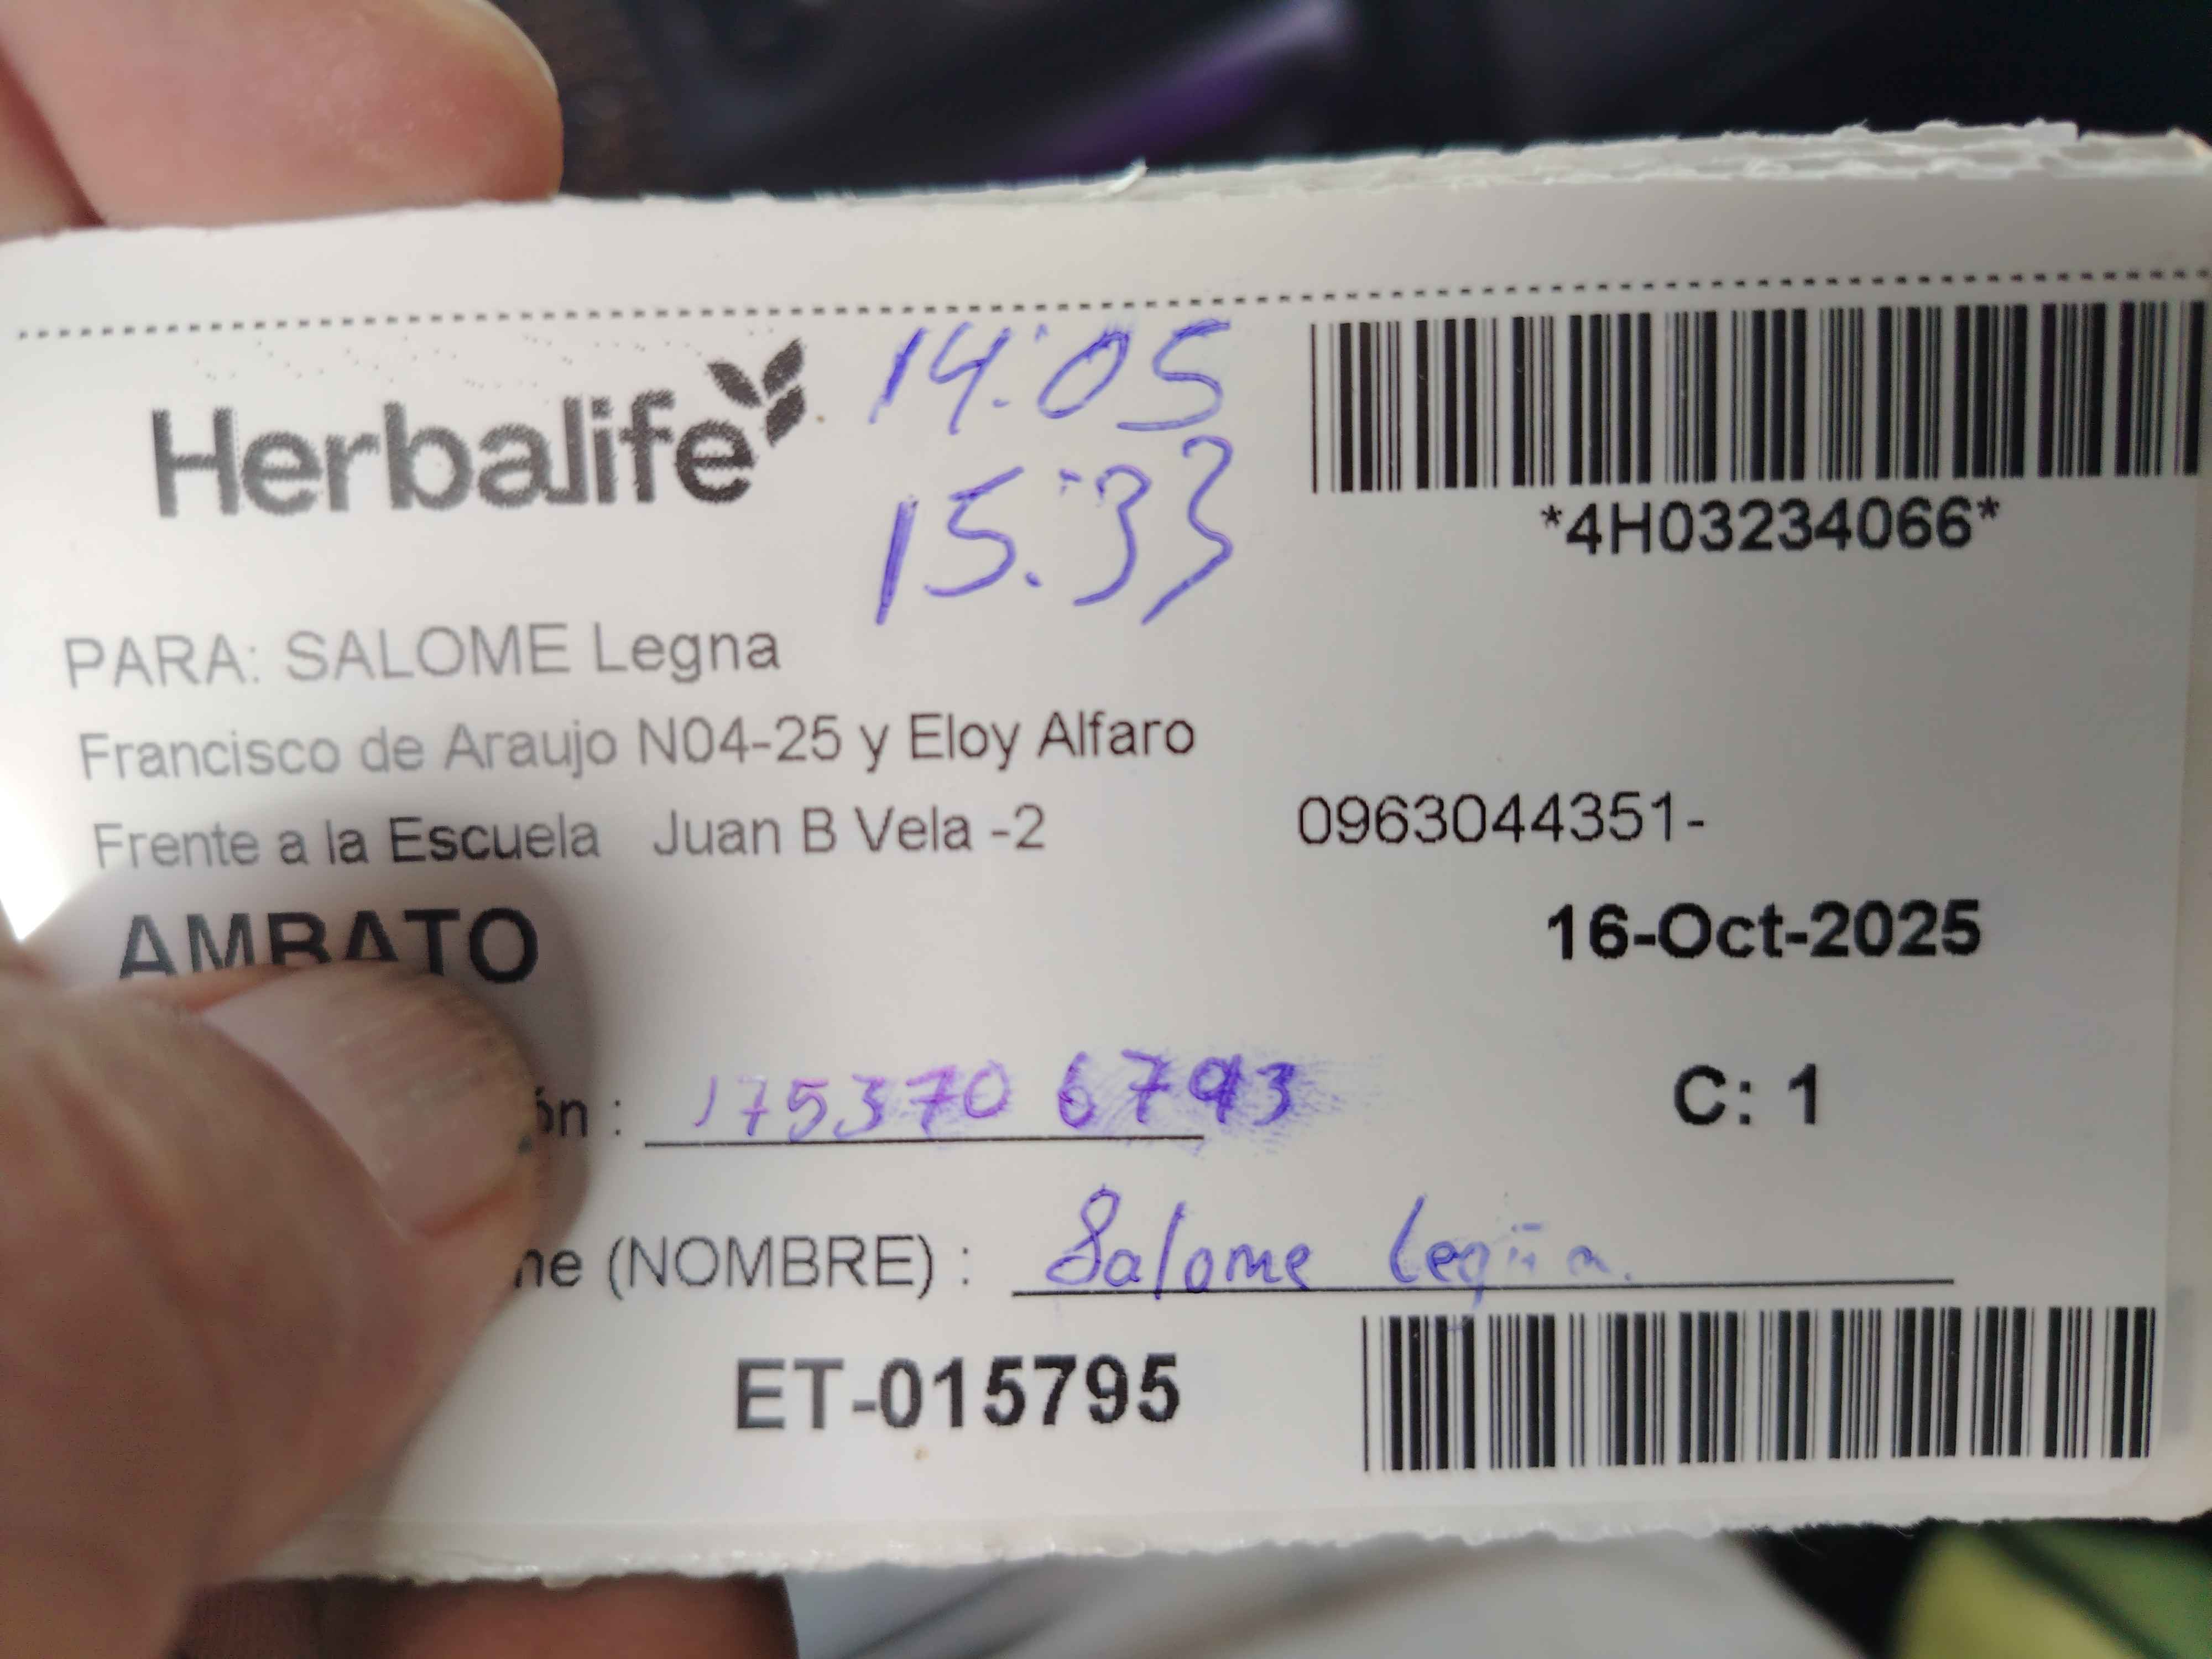 Herbalife
14:05
15:33
*4H03234066*
PARA: SALOME Legna
Francisco de Araujo N04-25 y Eloy Alfaro
Frente a la Escuela Juan B Vela -2
0963044351-
AMBATO
16-Oct-2025
ón : 1753706793
C: 1
ne (NOMBRE) : Salome Legña.
ET-015795